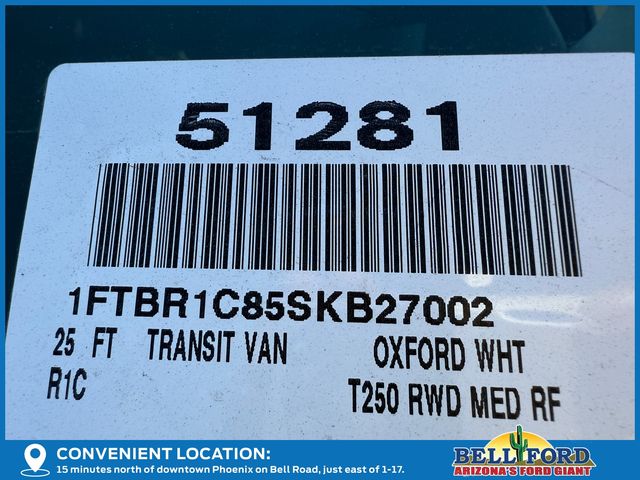 51281
1FTBR1C85SKB27002
25 FT TRANSIT VAN OXFORD WHT
R1C T250 RWD MED RF
CONVENIENT LOCATION:
15 minutes north of downtown Phoenix on Bell Road, just east of 1-17.
BELL FORD
ARIZONA'S FORD GIANT